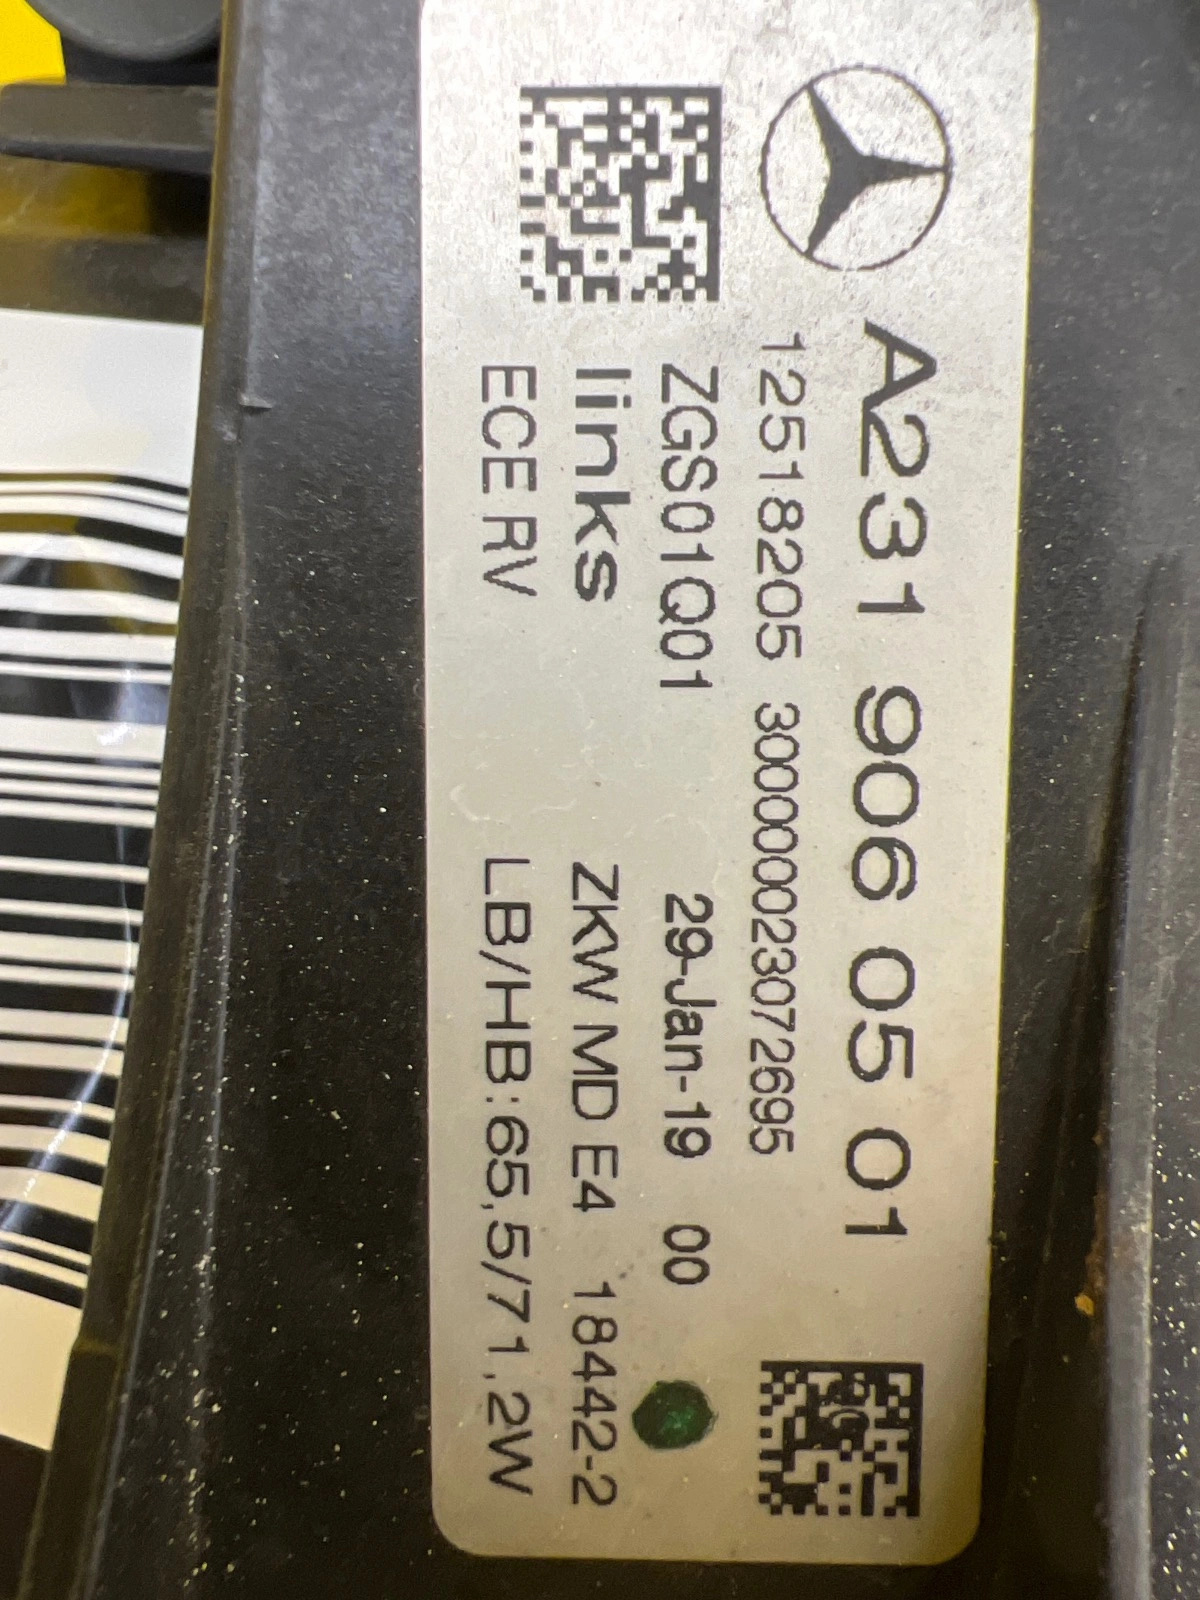 A231 906 05 01
12518205 300000023072695
ZGS01Q01 29-Jan-19 00
links ZKW MD E4 18442-2
ECE RV LB/HB:65,5/71,2W